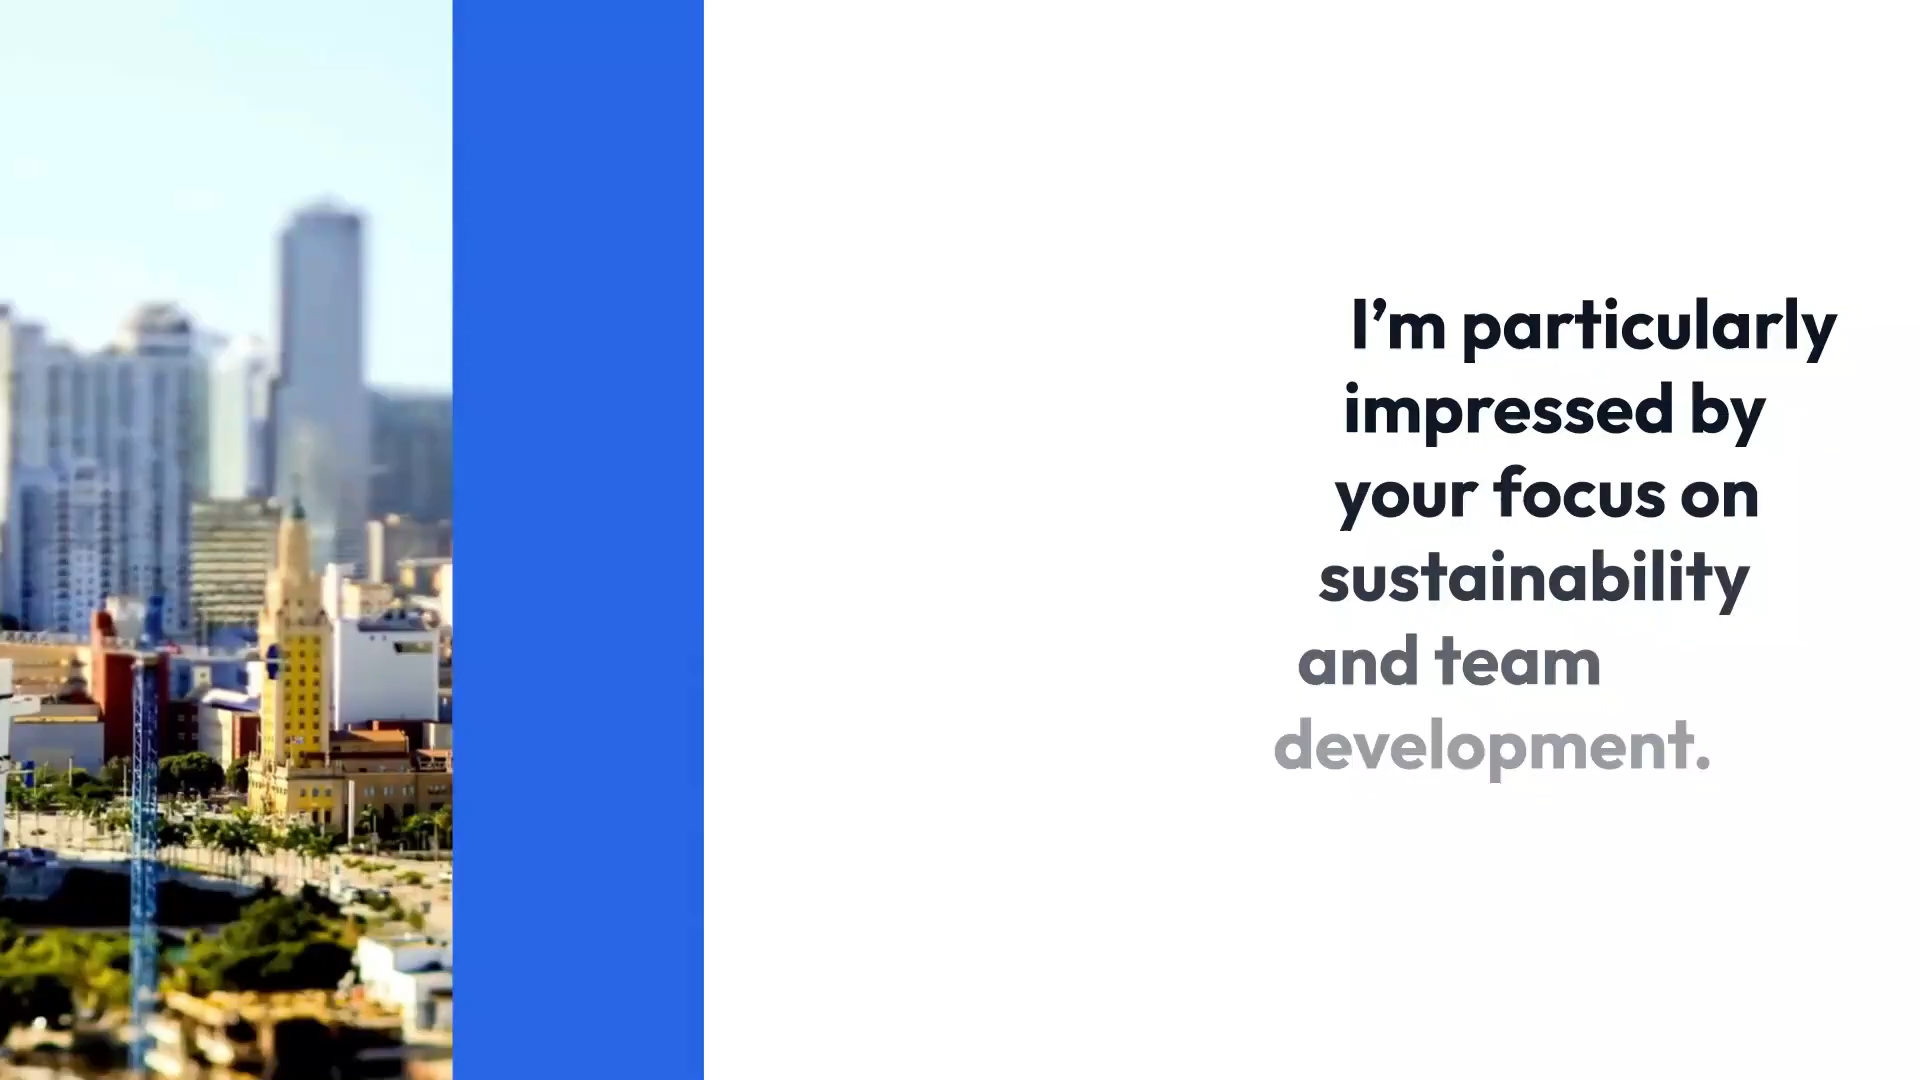 I’m particularly
impressed by
your focus on
sustainability
and team
development.